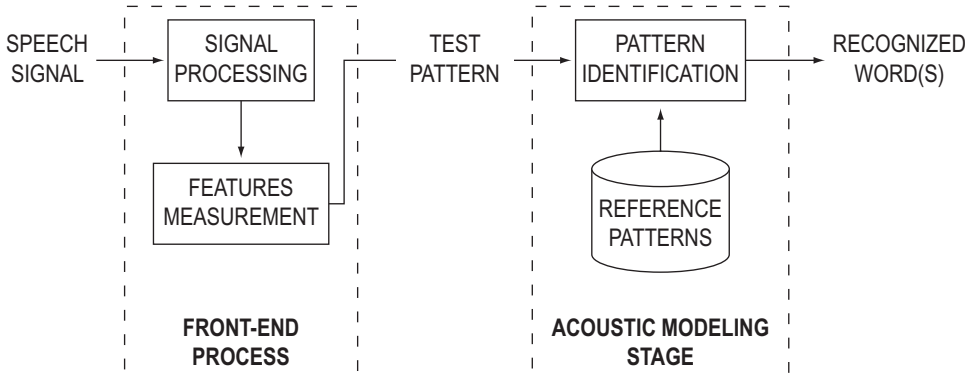 SPEECH
SIGNAL
SIGNAL
PROCESSING
FEATURES
MEASUREMENT
FRONT-END
PROCESS
TEST
PATTERN
PATTERN
IDENTIFICATION
REFERENCE
PATTERNS
ACOUSTIC MODELING
STAGE
RECOGNIZED
WORD(S)